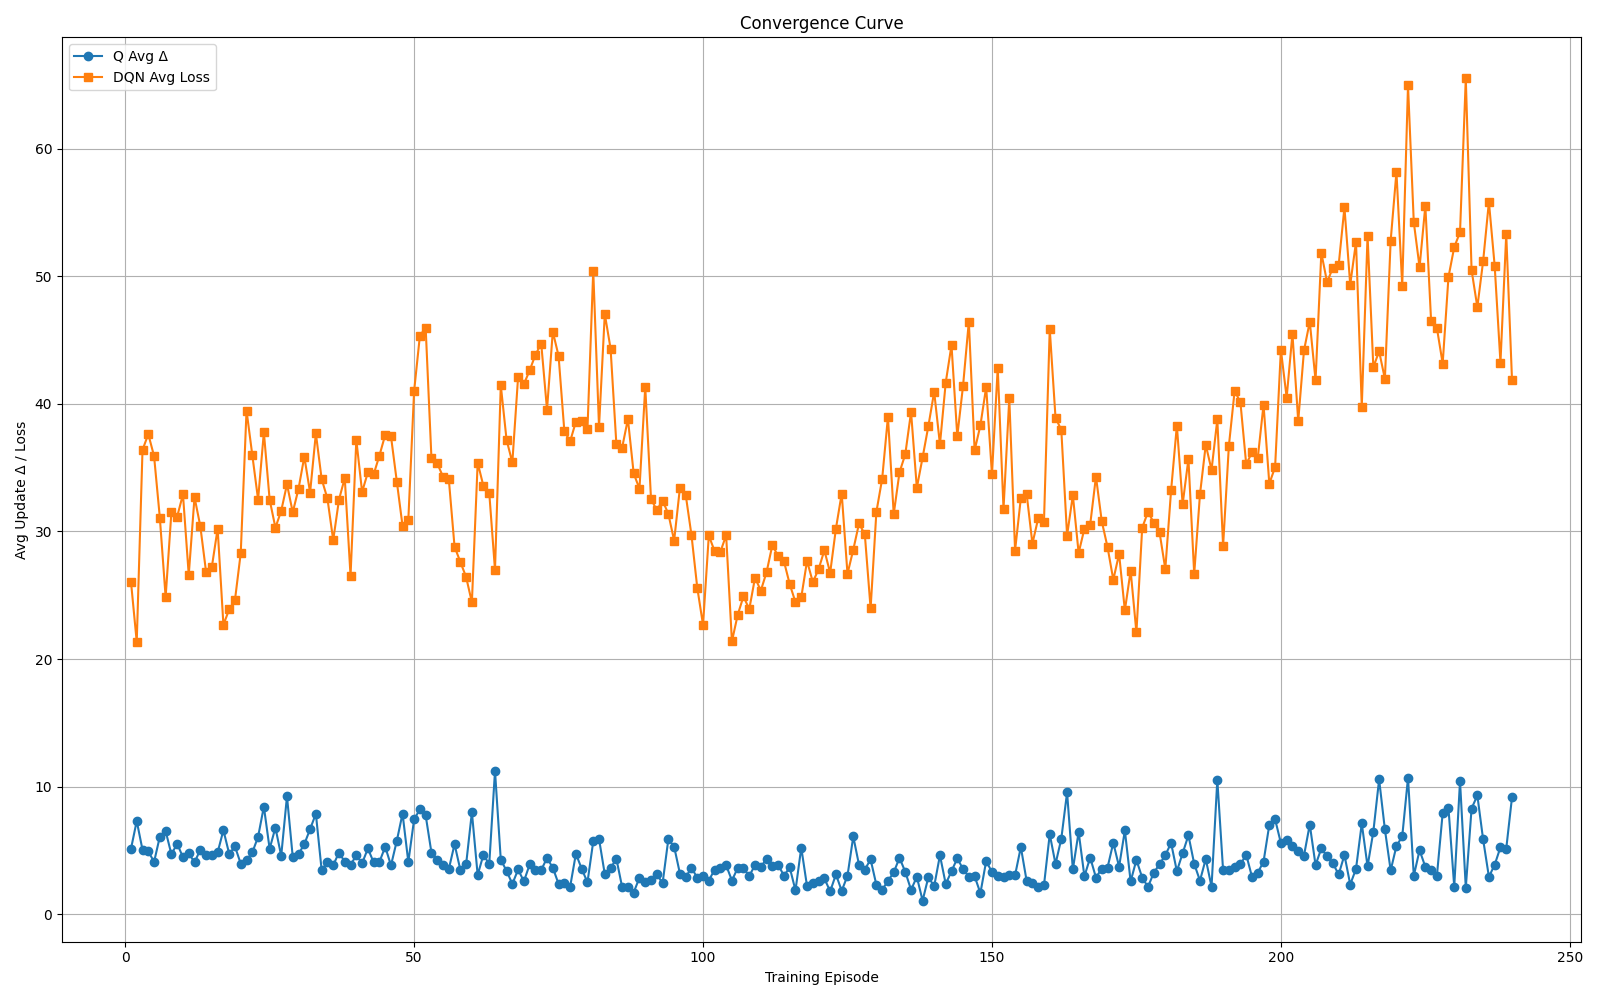 Convergence Curve
Q Avg Δ
DQN Avg Loss
Avg Update Δ / Loss
60
50
40
30
20
10
0
0 50 100 150 200 250
Training Episode